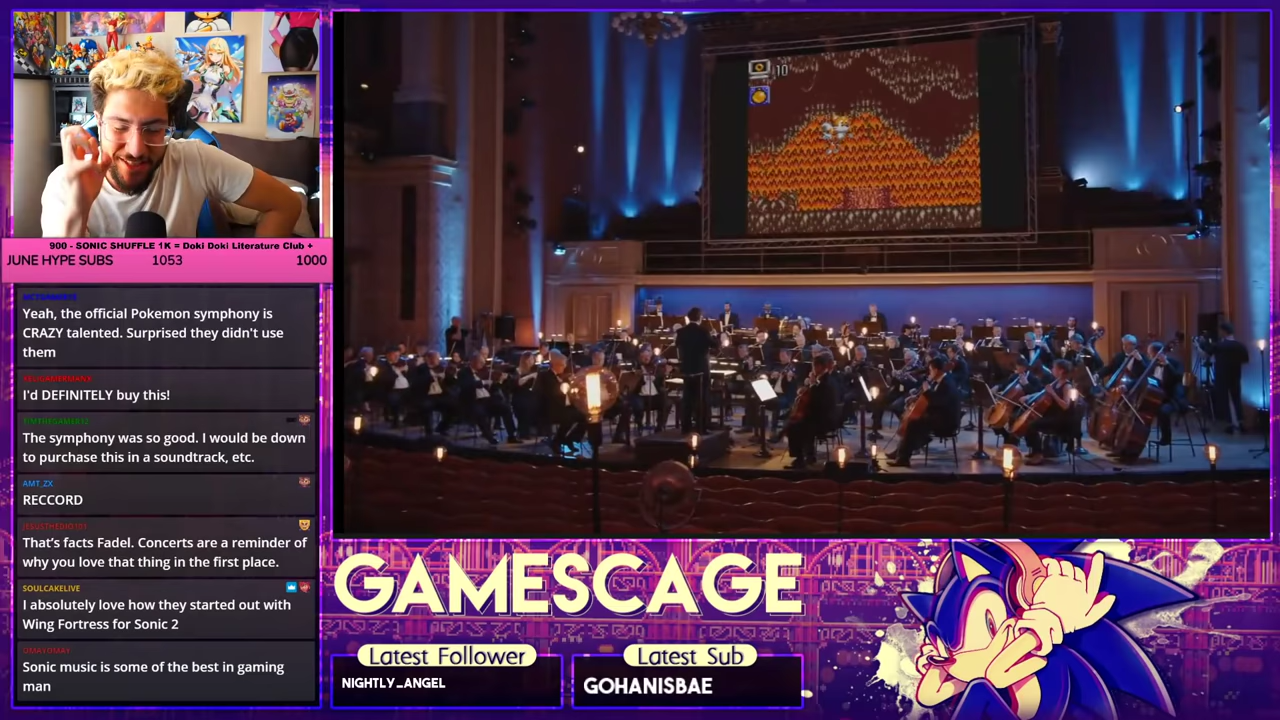 10
900 - SONIC SHUFFLE 1K = Doki Doki Literature Club +
JUNE HYPE SUBS 1053 1000
Yeah, the official Pokemon symphony is
CRAZY talented. Surprised they didn't use
them
I'd DEFINITELY buy this!
The symphony was so good. I would be down
to purchase this in a soundtrack, etc.
AMT_ZX
RECCORD
That's facts Fadel. Concerts are a reminder of
why you love that thing in the first place.
SOULCAKELIVE
I absolutely love how they started out with
Wing Fortress for Sonic 2
Sonic music is some of the best in gaming
man
GAMESCAGE
Latest Follower
NIGHTLY_ANGEL
Latest Sub
GOHANISBAE